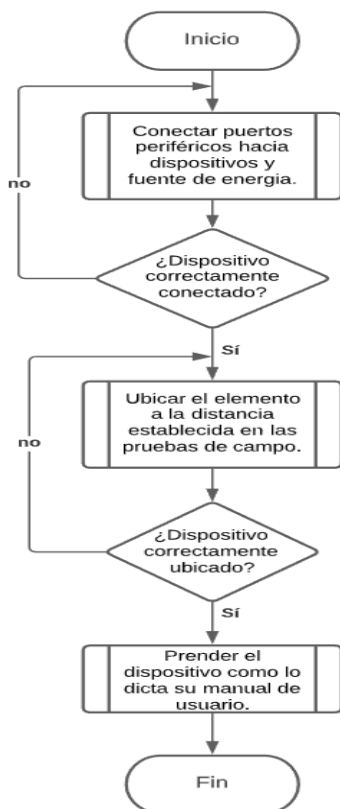 Inicio
Conectar puertos
periféricos hacia
dispositivos y
fuente de energia.
no
¿Dispositivo
correctamente
conectado?
Sí
Ubicar el elemento
a la distancia
establecida en las
pruebas de campo.
no
¿Dispositivo
correctamente
ubicado?
Sí
Prender el
dispositivo como lo
dicta su manual de
usuario.
Fin